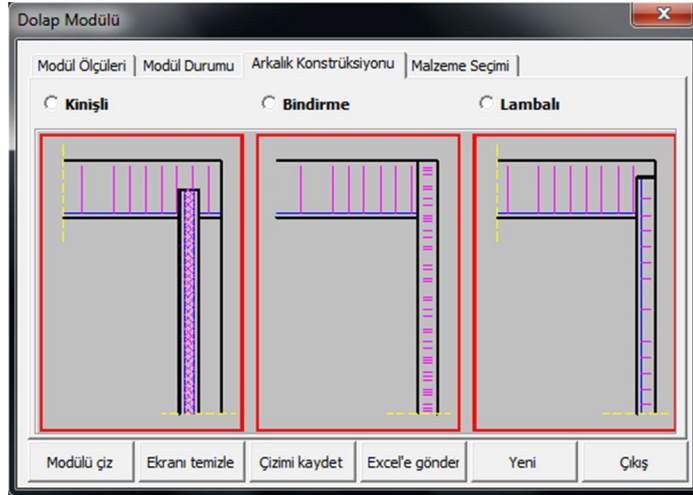 Dolap Modülü
Modül Ölçüleri Modül Durumu Arkalık Konstrüksiyonu Malzeme Seçimi
Kinişli Bindirme Lambalı
Modülü çiz Ekranı temizle Çizimi kaydet Excel'e gönder Yeni Çıkış